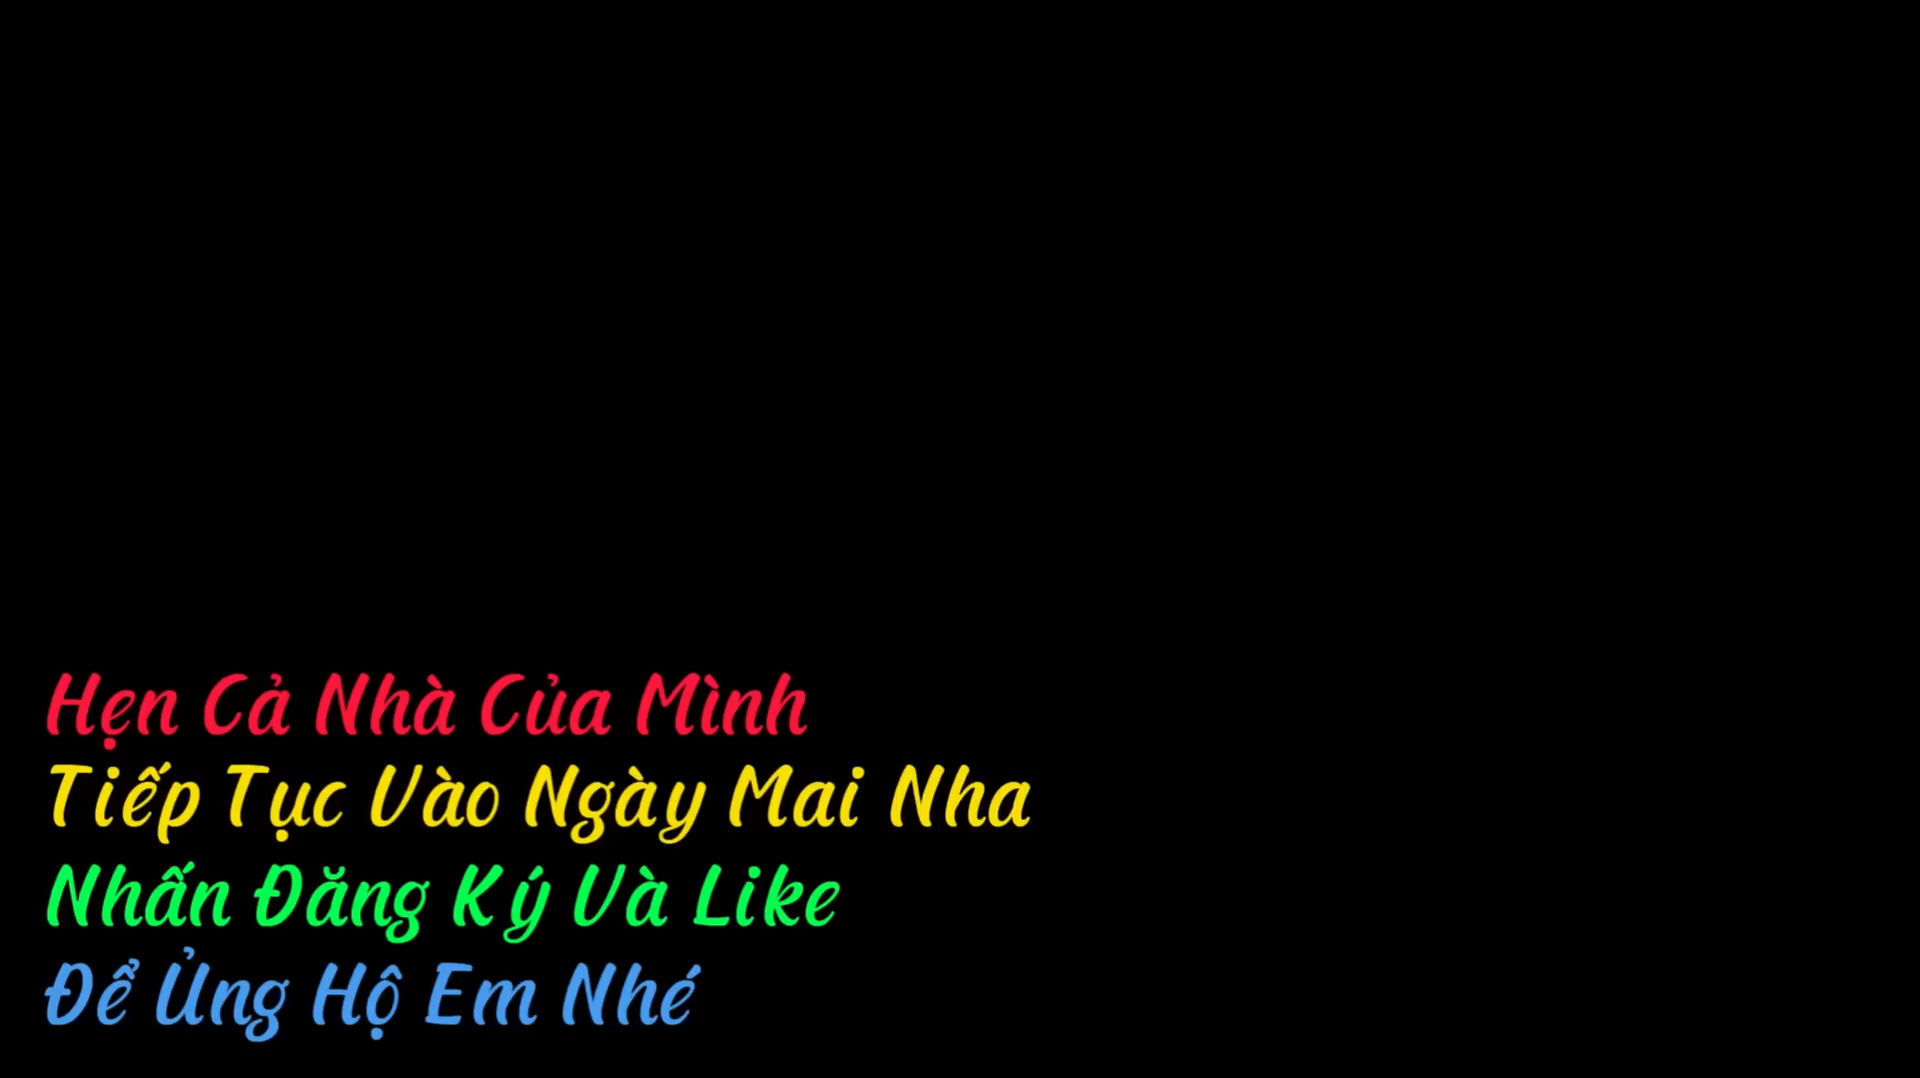 Hẹn Cả Nhà Của Mình
Tiếp Tục Vào Ngày Mai Nha
Nhấn Đăng Ký Và Like
Để Ủng Hộ Em Nhé